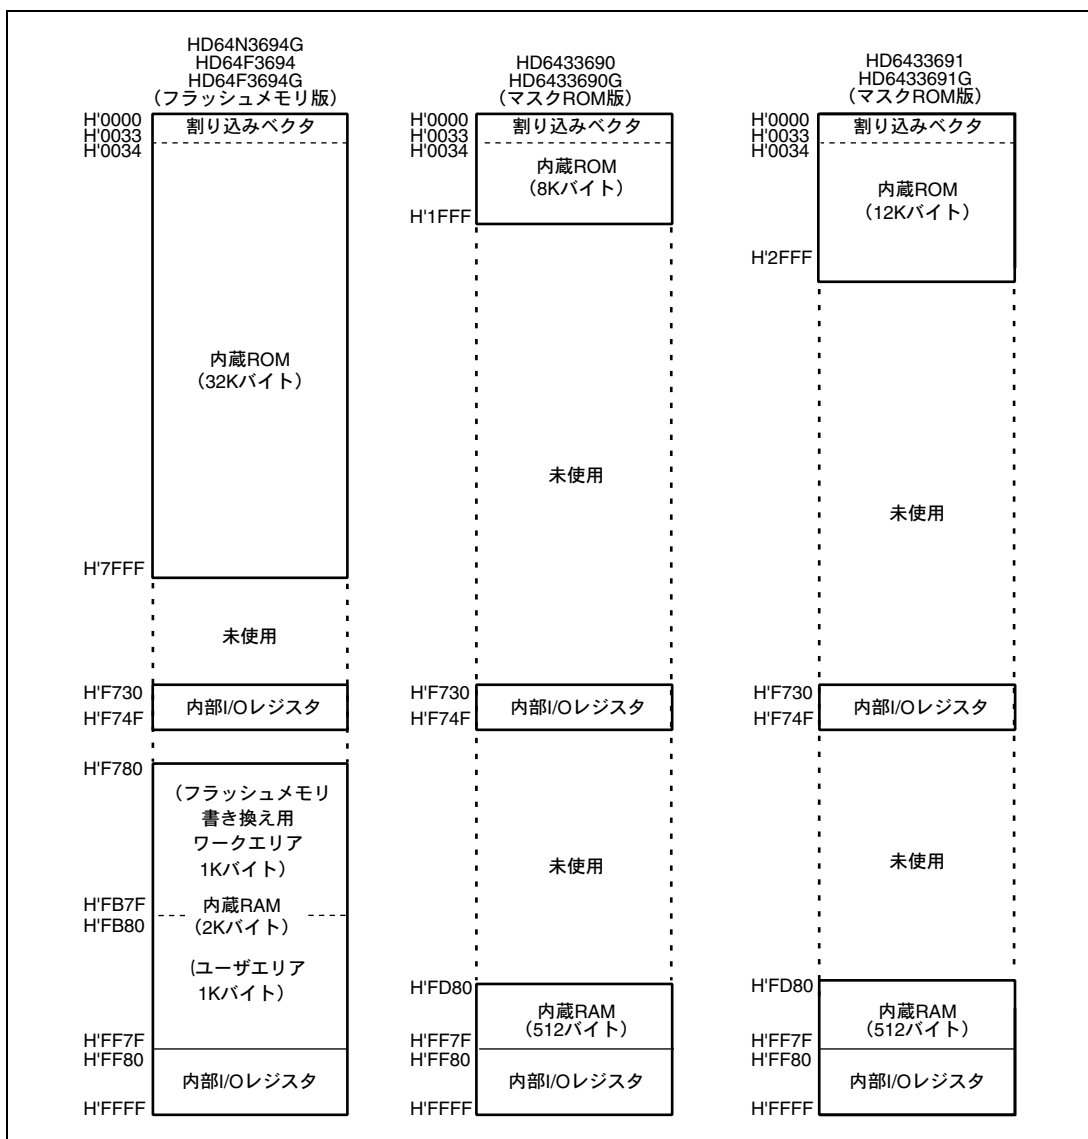 HD64N3694G
HD64F3694
HD64F3694G
（フラッシュメモリ版）
H'0000
H'0033
H'0034
割り込みベクタ
内蔵ROM
（32Kバイト）
H'7FFF
未使用
H'F730
H'F74F
内部I/Oレジスタ
H'F780
（フラッシュメモリ
書き換え用
ワークエリア
1Kバイト）
H'FB7F
H'FB80
内蔵RAM
（2Kバイト）
（ユーザエリア
1Kバイト）
H'FF7F
H'FF80
内部I/Oレジスタ
H'FFFF
HD6433690
HD6433690G
（マスクROM版）
H'0000
H'0033
H'0034
割り込みベクタ
内蔵ROM
（8Kバイト）
H'1FFF
未使用
H'F730
H'F74F
内部I/Oレジスタ
未使用
H'FD80
内蔵RAM
（512バイト）
H'FF7F
H'FF80
内部I/Oレジスタ
H'FFFF
HD6433691
HD6433691G
（マスクROM版）
H'0000
H'0033
H'0034
割り込みベクタ
内蔵ROM
（12Kバイト）
H'2FFF
未使用
H'F730
H'F74F
内部I/Oレジスタ
未使用
H'FD80
内蔵RAM
（512バイト）
H'FF7F
H'FF80
内部I/Oレジスタ
H'FFFF